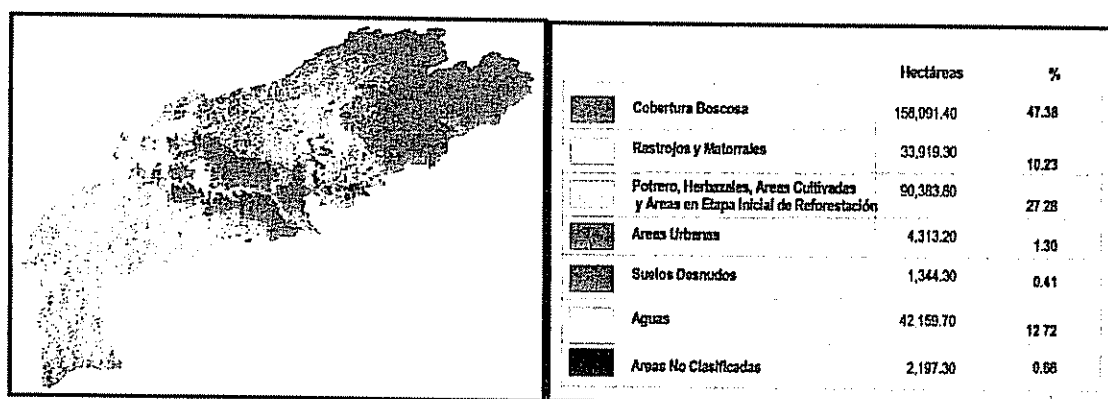 Hectáreas %
Cobertura Boscosa 158,091.40 47.38
Rastrojos y Matorrales 33,919.30 10.23
Potrero, Herbazales, Areas Cultivadas
y Areas en Etapa Inicial de Reforestación 90,383.60 27.28
Areas Urbanas 4,313.20 1.30
Suelos Desnudos 1,344.30 0.41
Aguas 42,159.70 12.72
Areas No Clasificadas 2,197.30 0.66